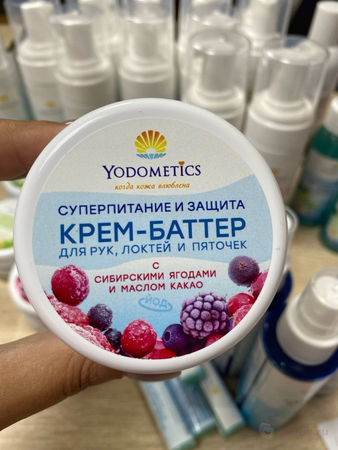 YODOMETICS
когда кожа влюблена
СУПЕРПИТАНИЕ И ЗАЩИТА
КРЕМ-БАТТЕР
ДЛЯ РУК, ЛОКТЕЙ И ПЯТОЧЕК
С
СИБИРСКИМИ ЯГОДАМИ
И МАСЛОМ КАКАО
ЙОД